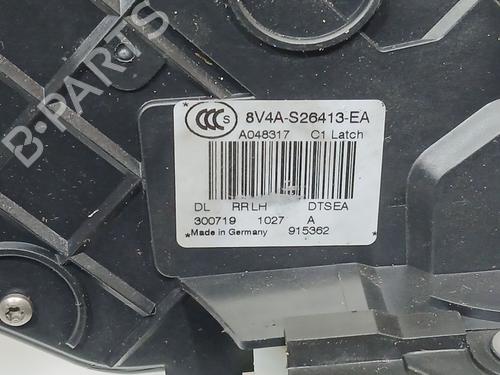 B-PARTS
CCC S 8V4A-S26413-EA
A048317 C1 Latch
DL RR LH DTSEA
300719 1027 A
Made in Germany 915362